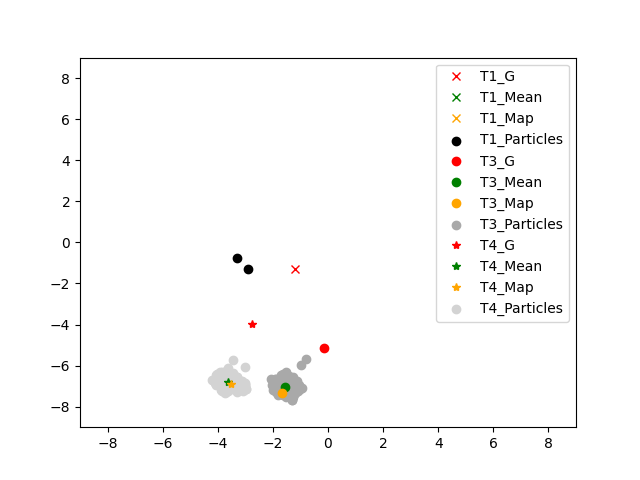 8
6
4
2
0
−2
−4
−6
−8
−8
−6
−4
−2
0
2
4
6
8
T1_G
T1_Mean
T1_Map
T1_Particles
T3_G
T3_Mean
T3_Map
T3_Particles
T4_G
T4_Mean
T4_Map
T4_Particles